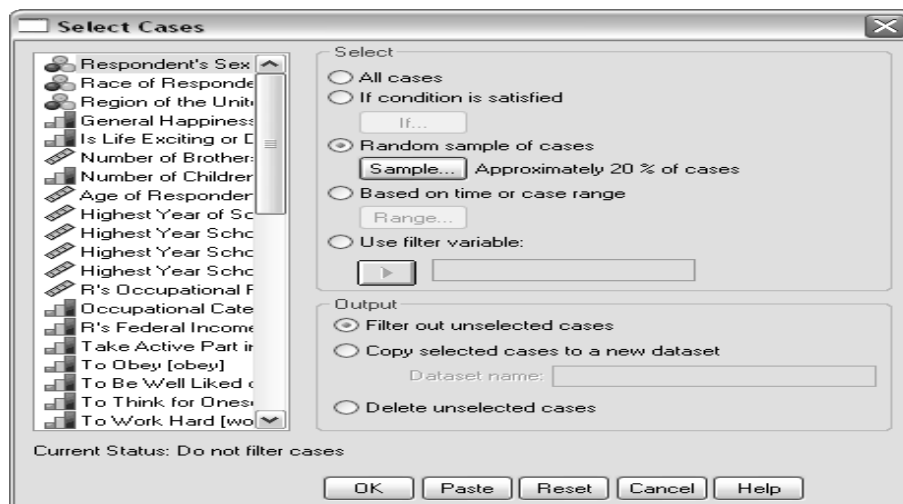 Select Cases
Respondent's Sex
Race of Responde
Region of the Unit
General Happiness
Is Life Exciting or D
Number of Brother
Number of Children
Age of Responden
Highest Year of Sc
Highest Year Scho
Highest Year Scho
Highest Year Scho
R's Occupational P
Occupational Cate
R's Federal Income
Take Active Part in
To Obey [obey]
To Be Well Liked o
To Think for Ones
To Work Hard [wo
Select
All cases
If condition is satisfied
If...
Random sample of cases
Sample... Approximately 20 % of cases
Based on time or case range
Range...
Use filter variable:
Output
Filter out unselected cases
Copy selected cases to a new dataset
Dataset name:
Delete unselected cases
Current Status: Do not filter cases
OK Paste Reset Cancel Help